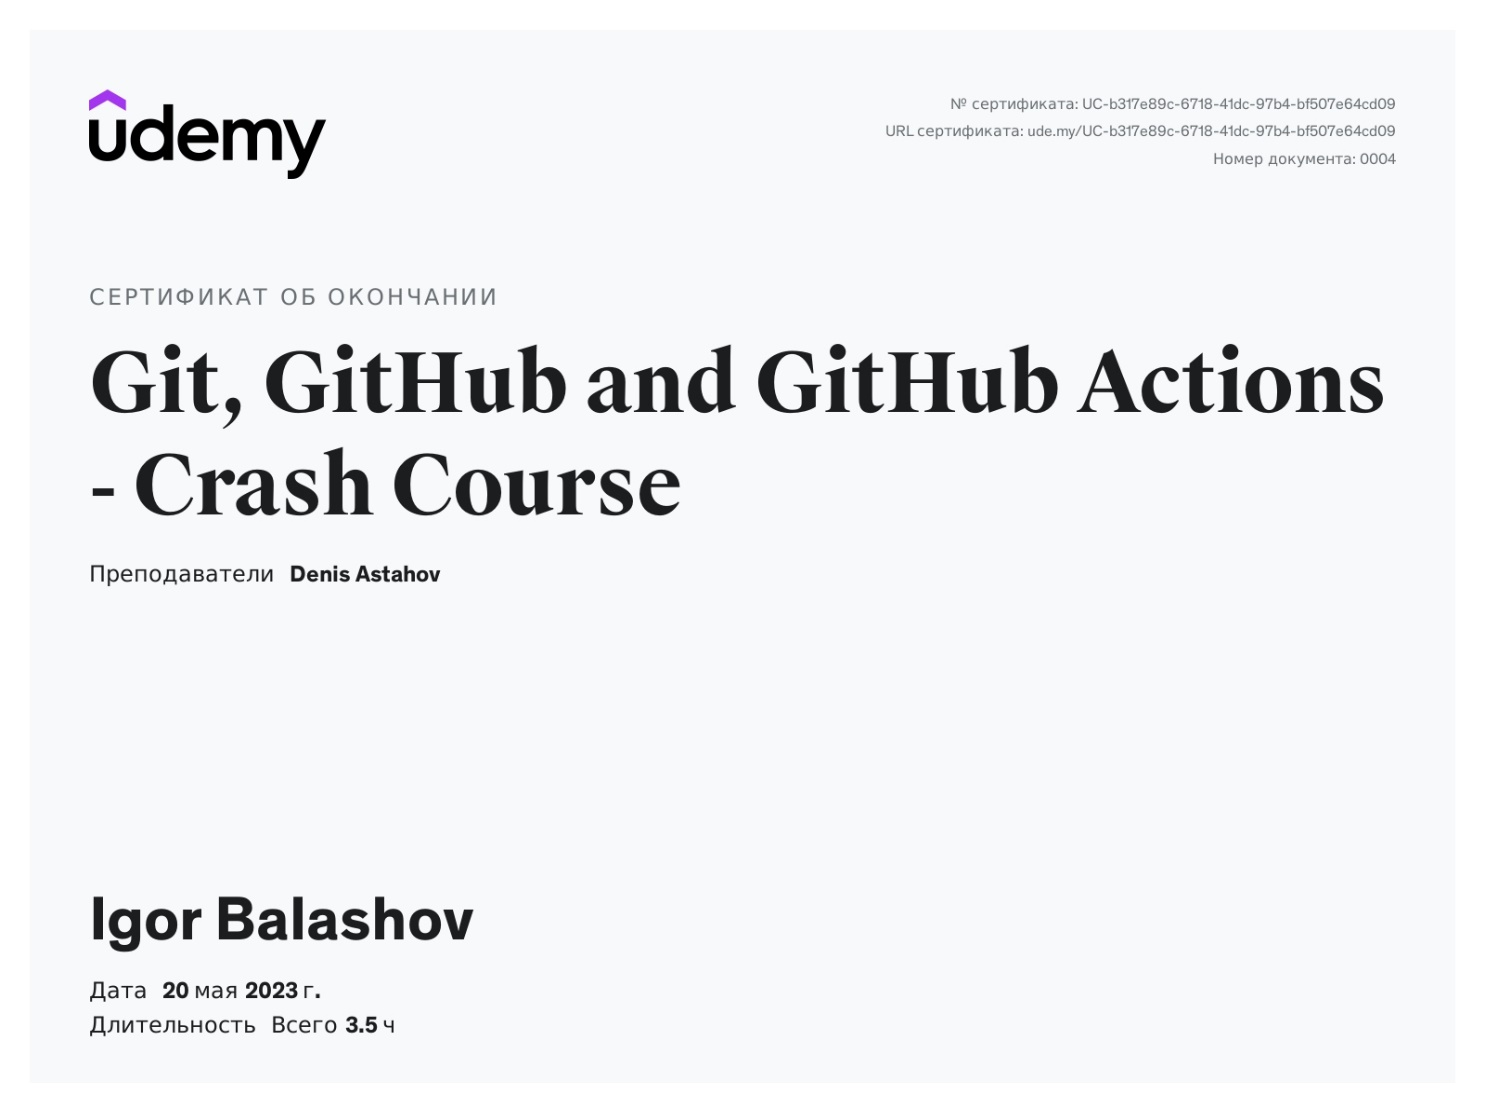 udemy
№ сертификата: UC-b317e89c-6718-41dc-97b4-bf507e64cd09
URL сертификата: ude.my/UC-b317e89c-6718-41dc-97b4-bf507e64cd09
Номер документа: 0004
СЕРТИФИКАТ ОБ ОКОНЧАНИИ
Git, GitHub and GitHub Actions
- Crash Course
Преподаватели Denis Astahov
Igor Balashov
Дата 20 мая 2023 г.
Длительность Всего 3.5 ч